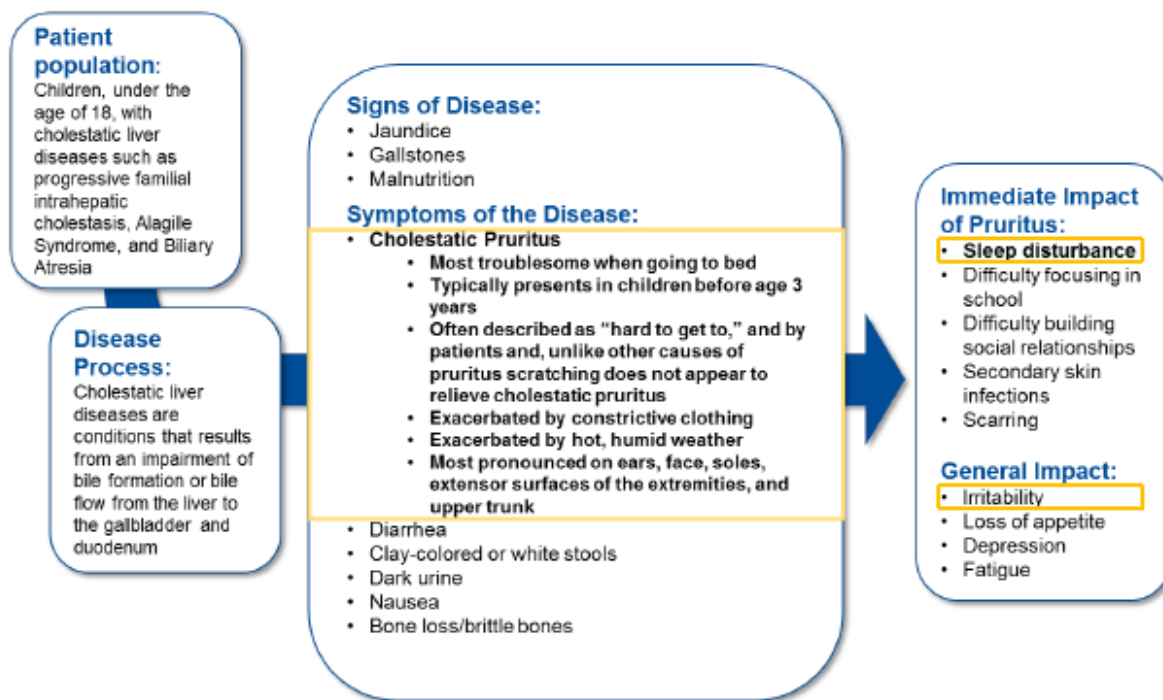 Patient
population:
Children, under the
age of 18, with
cholestatic liver
diseases such as
progressive familial
intrahepatic
cholestasis, Alagille
Syndrome, and Biliary
Atresia
Disease
Process:
Cholestatic liver
diseases are
conditions that results
from an impairment of
bile formation or bile
flow from the liver to
the gallbladder and
duodenum
Signs of Disease:
• Jaundice
• Gallstones
• Malnutrition
Symptoms of the Disease:
• Cholestatic Pruritus
• Most troublesome when going to bed
• Typically presents in children before age 3
years
• Often described as "hard to get to," and by
patients and, unlike other causes of
pruritus scratching does not appear to
relieve cholestatic pruritus
• Exacerbated by constrictive clothing
• Exacerbated by hot, humid weather
• Most pronounced on ears, face, soles,
extensor surfaces of the extremities, and
upper trunk
• Diarrhea
• Clay-colored or white stools
• Dark urine
• Nausea
• Bone loss/brittle bones
Immediate Impact
of Pruritus:
• Sleep disturbance
• Difficulty focusing in
school
• Difficulty building
social relationships
• Secondary skin
infections
• Scarring
General Impact:
• Irritability
• Loss of appetite
• Depression
• Fatigue